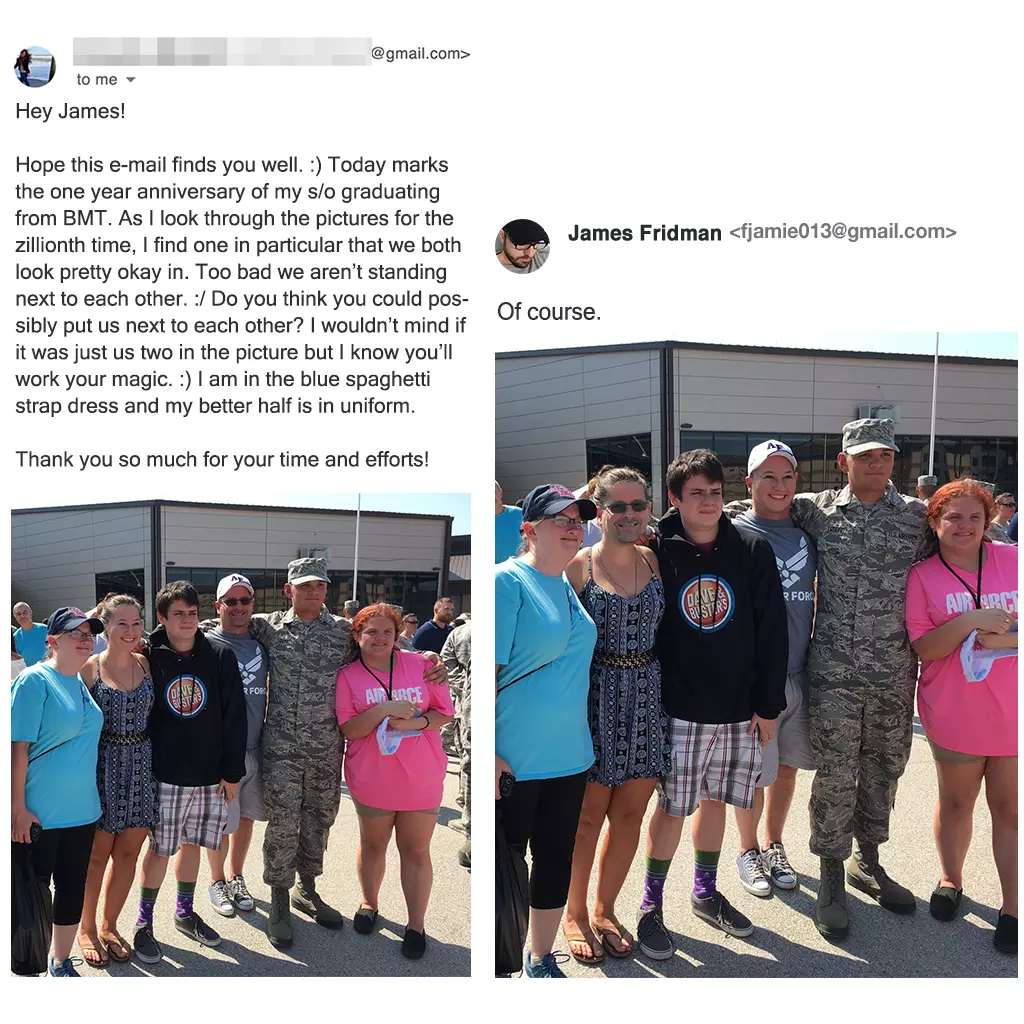 @gmail.com>
to me
Hey James!
Hope this e-mail finds you well. :) Today marks
the one year anniversary of my s/o graduating
from BMT. As I look through the pictures for the
zillionth time, I find one in particular that we both
look pretty okay in. Too bad we aren't standing
next to each other. :/ Do you think you could pos-
sibly put us next to each other? I wouldn't mind if
it was just us two in the picture but I know you'll
work your magic. :) I am in the blue spaghetti
strap dress and my better half is in uniform.
Thank you so much for your time and efforts!
AF
DAVE &
BUSTER'S
R FORC
AIR FORCE
James Fridman <fjamie013@gmail.com>
Of course.
AF
DAVE &
BUSTER'S
R FORC
AIR FORCE